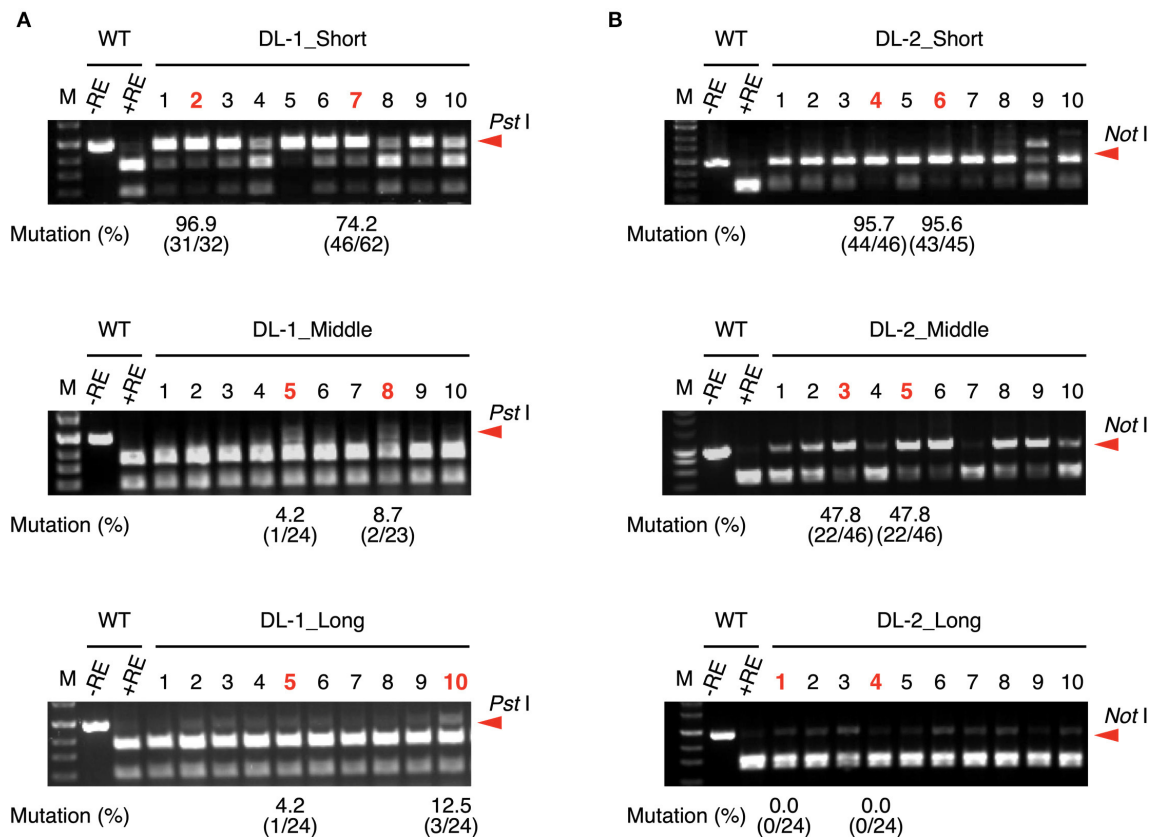 A
WT
DL-1_Short
M -RE +RE 1 2 3 4 5 6 7 8 9 10
Pst I
Mutation (%)
96.9 74.2
(31/32) (46/62)
WT
DL-1_Middle
M -RE +RE 1 2 3 4 5 6 7 8 9 10
Pst I
Mutation (%)
4.2 8.7
(1/24) (2/23)
WT
DL-1_Long
M -RE +RE 1 2 3 4 5 6 7 8 9 10
Pst I
Mutation (%)
4.2 12.5
(1/24) (3/24)
B
WT
DL-2_Short
M -RE +RE 1 2 3 4 5 6 7 8 9 10
Not I
Mutation (%)
95.7 95.6
(44/46) (43/45)
WT
DL-2_Middle
M -RE +RE 1 2 3 4 5 6 7 8 9 10
Not I
Mutation (%)
47.8 47.8
(22/46) (22/46)
WT
DL-2_Long
M -RE +RE 1 2 3 4 5 6 7 8 9 10
Not I
Mutation (%)
0.0 0.0
(0/24) (0/24)